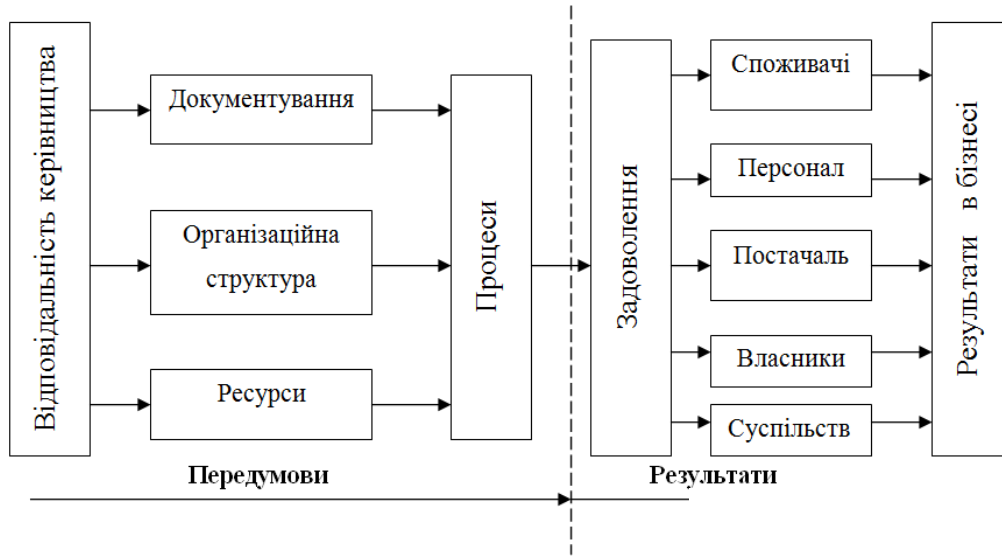 Відповідальність керівництва
Документування
Організаційна
структура
Ресурси
Процеси
Задоволення
Споживачі
Персонал
Постачаль
Власники
Суспільств
Результати в бізнесі
Передумови
Результати